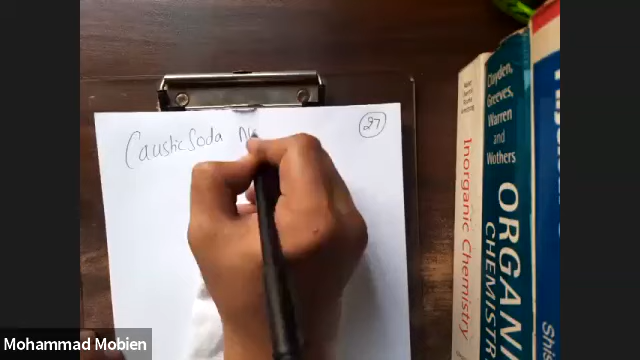 Caustic Soda N
27
Inorganic Chemistry
Clayden,
Greeves,
Warren
and
Wothers
ORGAN
CHEMISTR
Mohammad Mobien